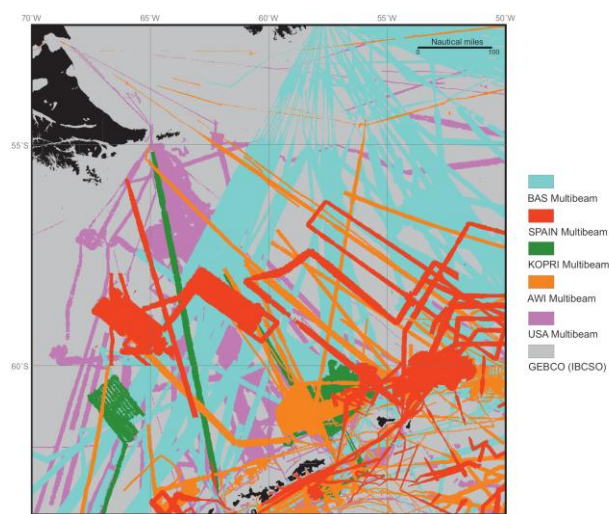 70°W 65°W 60°W 55°W 50°W
Nautical miles
0 100
55°S
60°S
BAS Multibeam
SPAIN Multibeam
KOPRI Multibeam
AWI Multibeam
USA Multibeam
GEBCO (IBCSO)